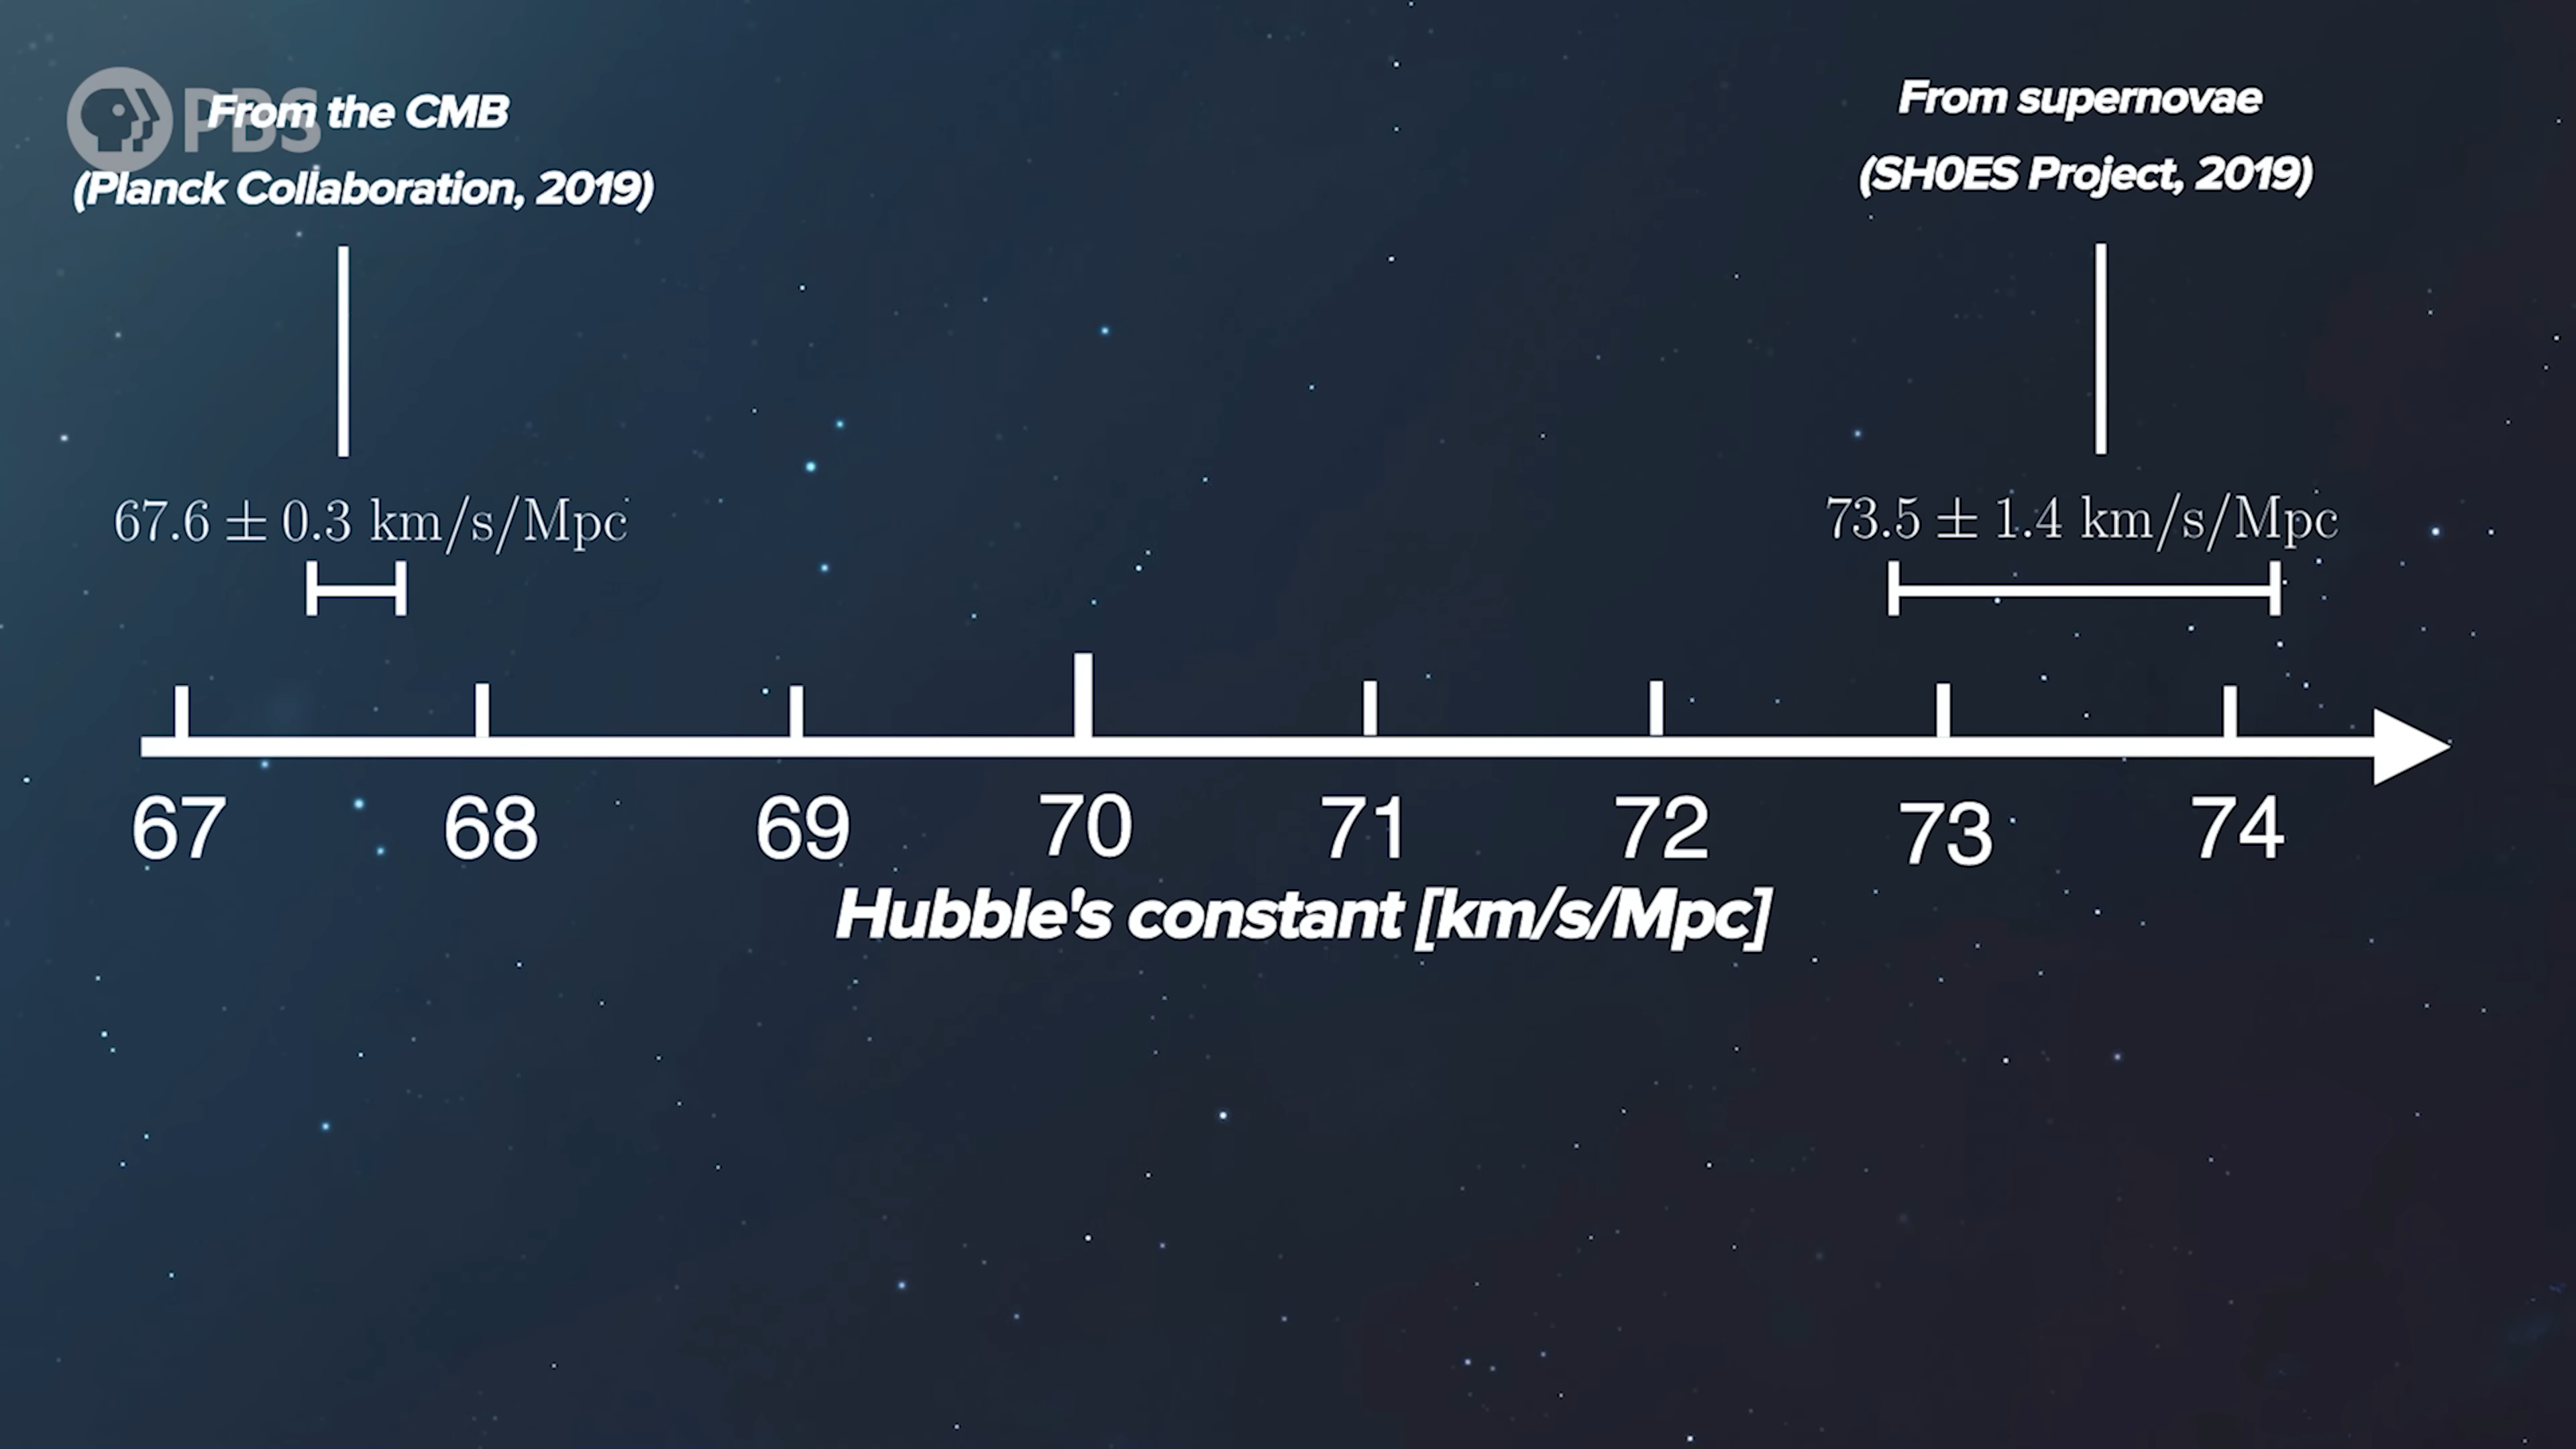 PBS
From the CMB
(Planck Collaboration, 2019)
From supernovae
(SH0ES Project, 2019)
67.6 ± 0.3 km/s/Mpc
73.5 ± 1.4 km/s/Mpc
67 68 69 70 71 72 73 74
Hubble's constant [km/s/Mpc]